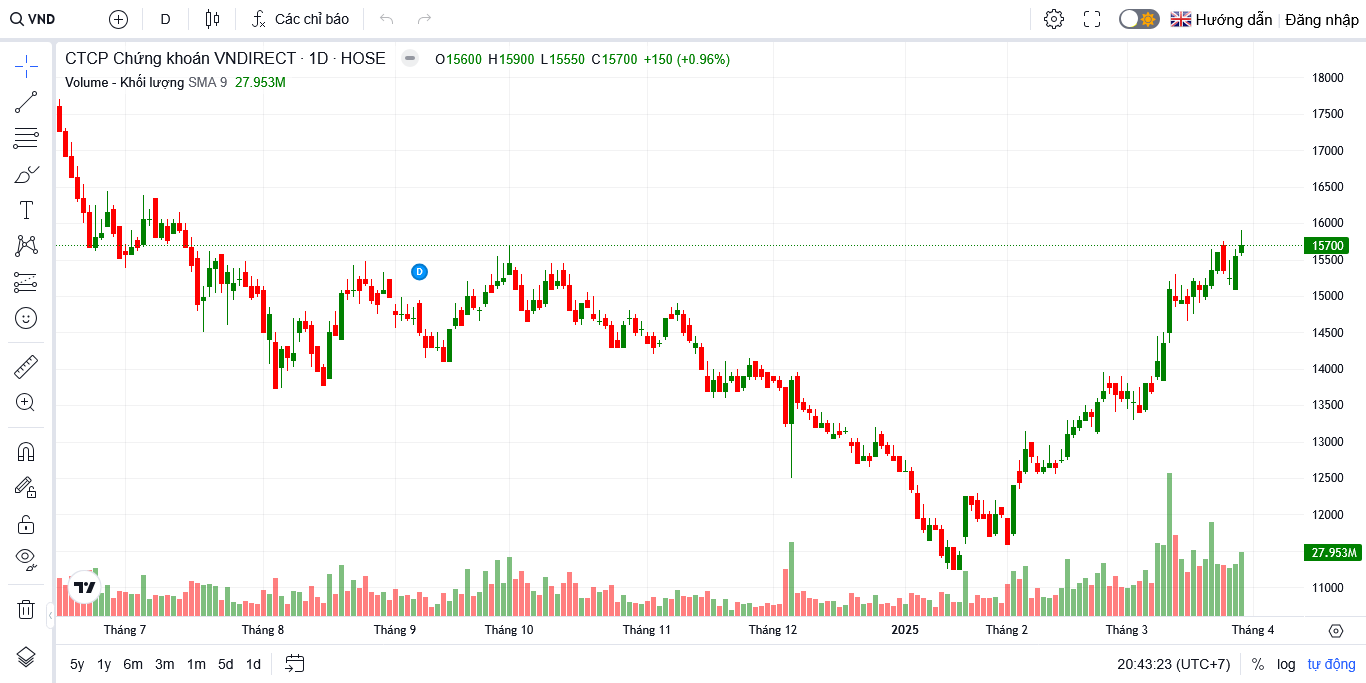 VND D Các chỉ báo Hướng dẫn Đăng nhập
CTCP Chứng khoán VNDIRECT · 1D · HOSE O15600 H15900 L15550 C15700 +150 (+0.96%)
Volume - Khối lượng SMA 9 27.953M
18000
17500
17000
16500
16000
15700
15500
15000
14500
14000
13500
13000
12500
12000
27.953M
11000
D
Tháng 7 Tháng 8 Tháng 9 Tháng 10 Tháng 11 Tháng 12 2025 Tháng 2 Tháng 3 Tháng 4
5y 1y 6m 3m 1m 5d 1d 20:43:23 (UTC+7) % log tự động